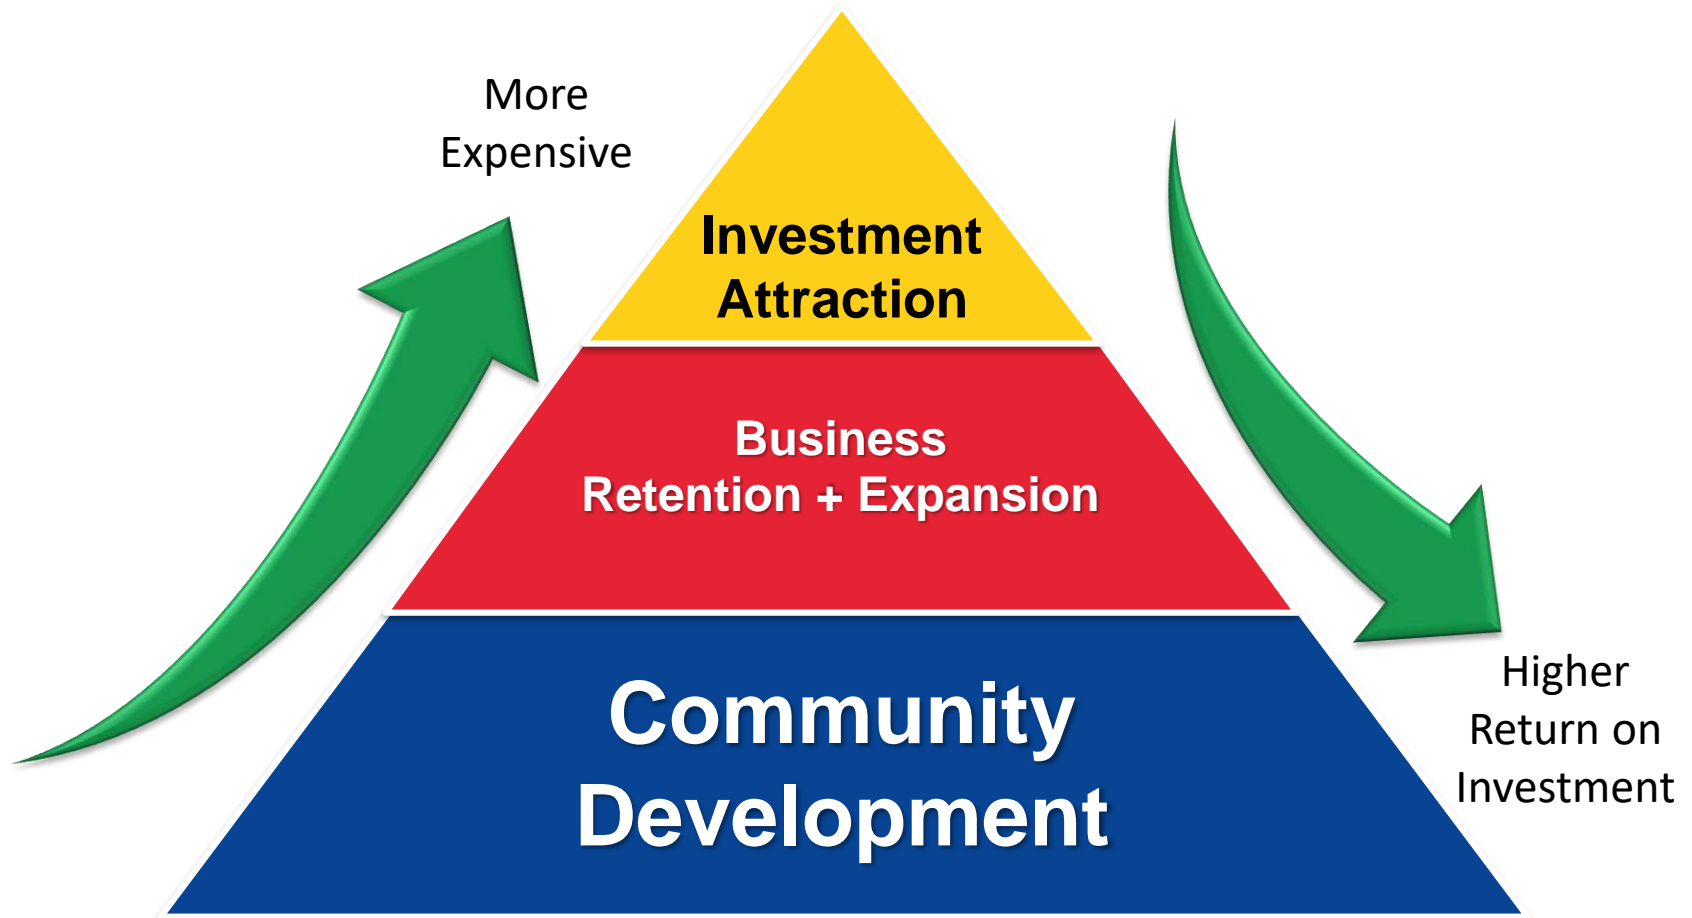 More
Expensive
Investment
Attraction
Business
Retention + Expansion
Community
Development
Higher
Return on
Investment